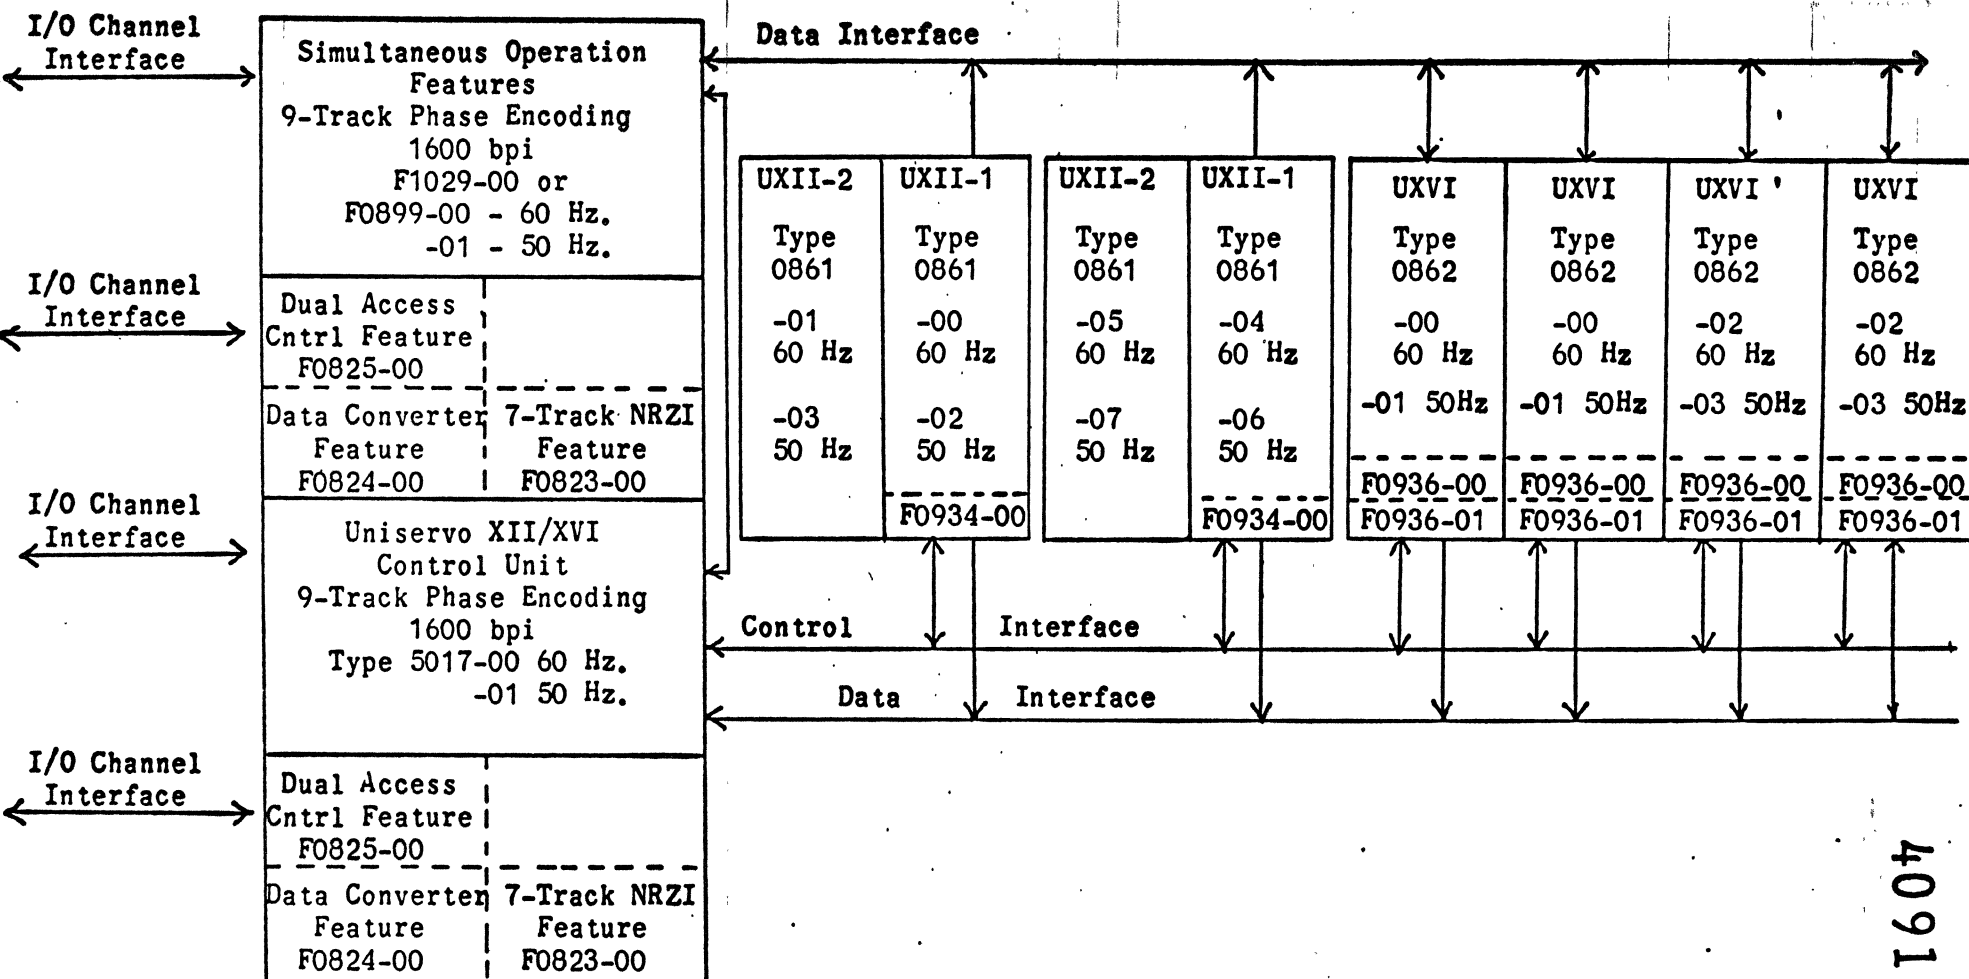 I/O Channel
Interface
I/O Channel
Interface
I/O Channel
Interface
I/O Channel
Interface
Simultaneous Operation
Features
9-Track Phase Encoding
1600 bpi
F1029-00 or
F0899-00 - 60 Hz.
-01 - 50 Hz.
Dual Access
Cntrl Feature
F0825-00
Data Converter
Feature
F0824-00
7-Track NRZI
Feature
F0823-00
Uniservo XII/XVI
Control Unit
9-Track Phase Encoding
1600 bpi
Type 5017-00 60 Hz.
-01 50 Hz.
Dual Access
Cntrl Feature
F0825-00
Data Converter
Feature
F0824-00
7-Track NRZI
Feature
F0823-00
Data Interface
UXII-2
Type
0861
-01
60 Hz
-03
50 Hz
UXII-1
Type
0861
-00
60 Hz
-02
50 Hz
F0934-00
UXII-2
Type
0861
-05
60 Hz
-07
50 Hz
UXII-1
Type
0861
-04
60 Hz
-06
50 Hz
F0934-00
UXVI
Type
0862
-00
60 Hz
-01 50Hz
F0936-00
F0936-01
UXVI
Type
0862
-00
60 Hz
-01 50Hz
F0936-00
F0936-01
UXVI
Type
0862
-02
60 Hz
-03 50Hz
F0936-00
F0936-01
UXVI
Type
0862
-02
60 Hz
-03 50Hz
F0936-00
F0936-01
Control Interface
Data Interface
4091